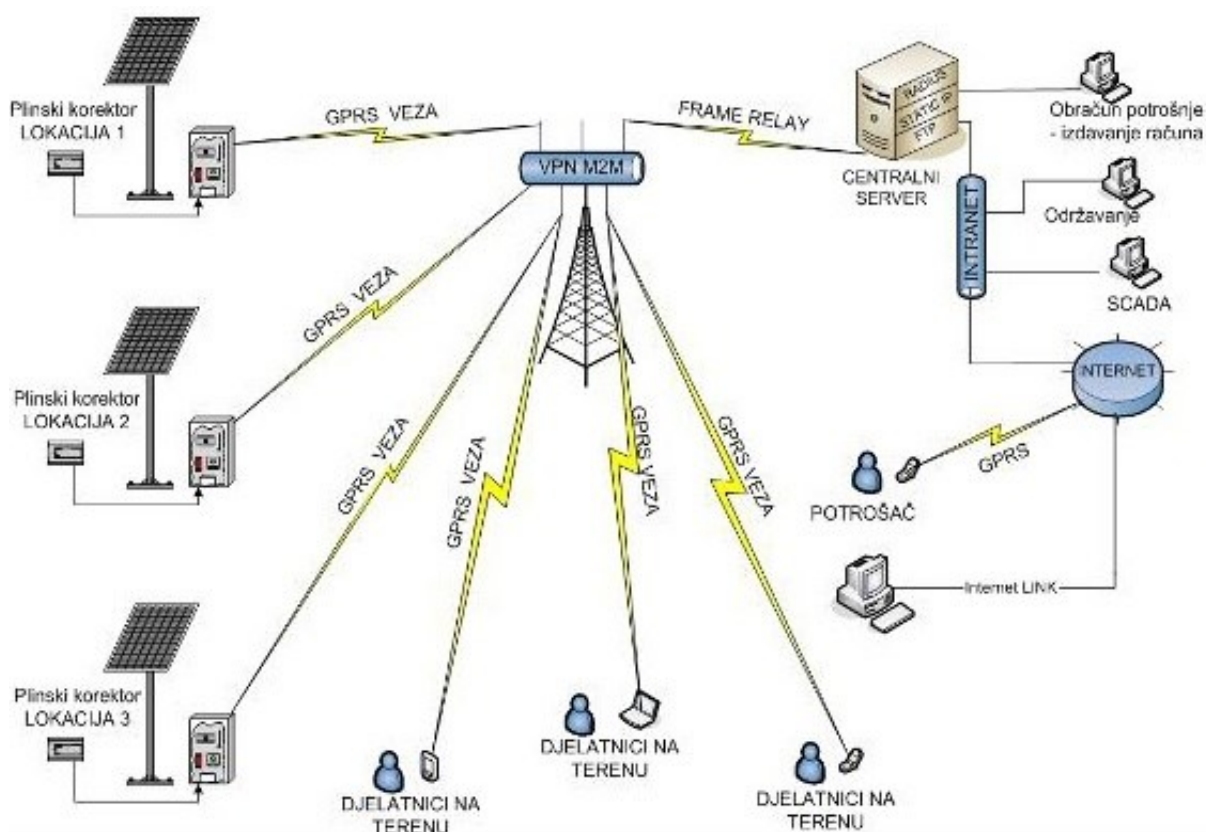 Plinski korektor
LOKACIJA 1
GPRS VEZA
FRAME RELAY
VPN M2M
RADIUS
STATIC IP
FTP
CENTRALNI
SERVER
Obračun potrošnje
- izdavanje računa
INTRANET
Održavanje
SCADA
INTERNET
Plinski korektor
LOKACIJA 2
GPRS VEZA
GPRS VEZA
GPRS VEZA
GPRS VEZA
GPRS VEZA
GPRS
POTROŠAČ
Internet LINK
Plinski korektor
LOKACIJA 3
DJELATNICI NA
TERENU
DJELATNICI NA
TERENU
DJELATNICI NA
TERENU